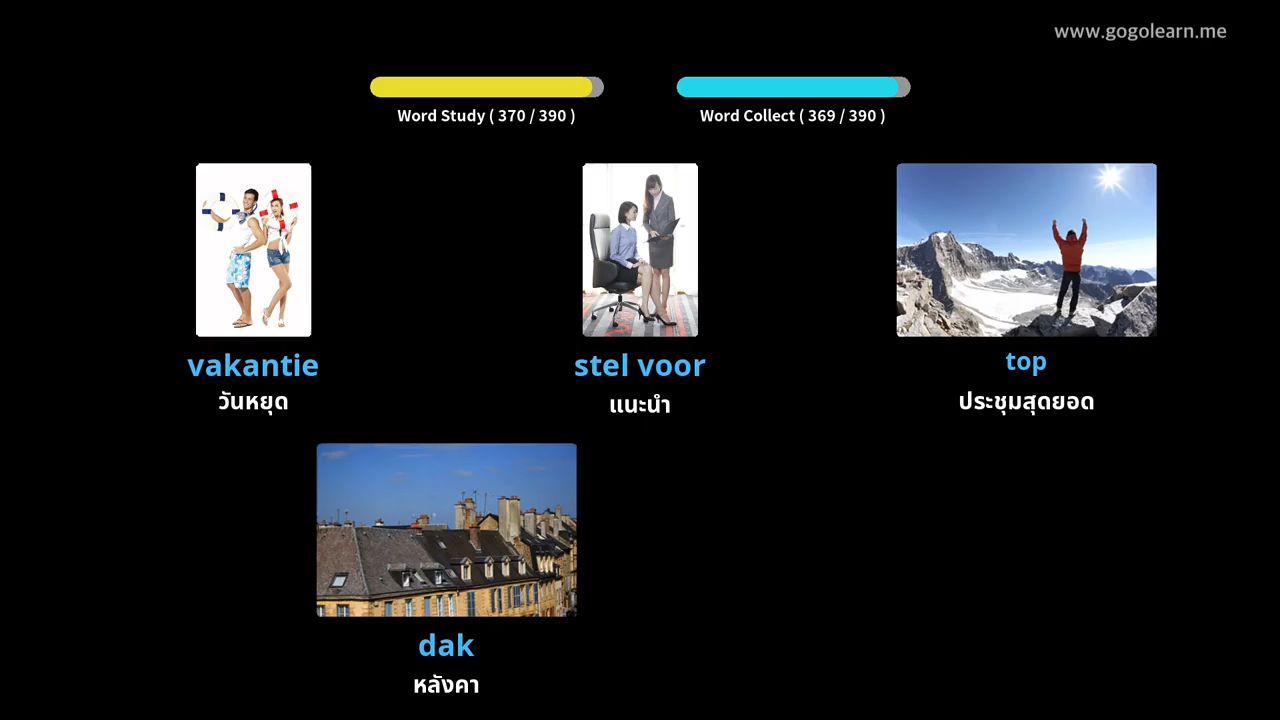 www.gogolearn.me
Word Study ( 370 / 390 )
Word Collect ( 369 / 390 )
vakantie
วันหยุด
stel voor
แนะนำ
top
ประชุมสุดยอด
dak
หลังคา